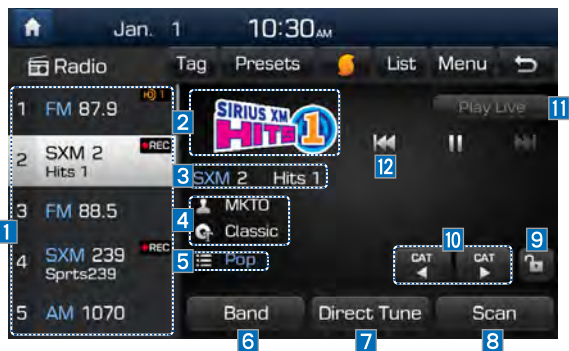 Jan. 1 10:30 AM
Radio Tag Presets List Menu
1 FM 87.9 1
2 SXM 2 REC
Hits 1
3 FM 88.5
4 SXM 239 REC
Sprts239
5 AM 1070
1
2
SIRIUS XM
HITS 1
Play Live
11
12
3
SXM 2 Hits 1
4
MKTO
Classic
5
Pop
10
CAT CAT
9
Band Direct Tune Scan
6 7 8